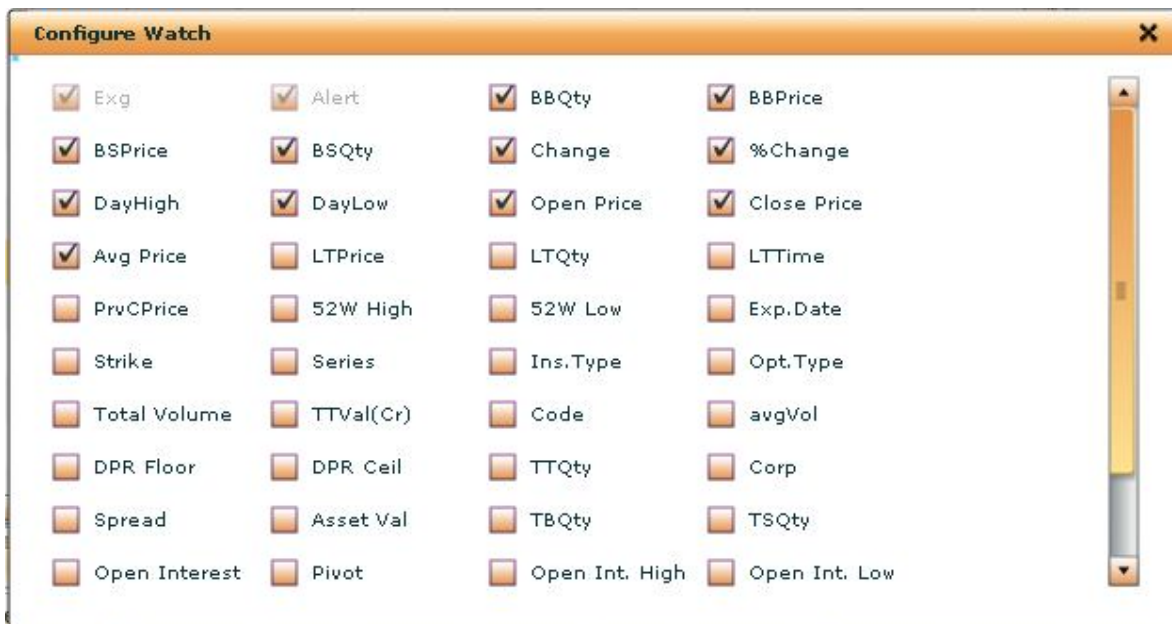 Configure Watch
Exg Alert BBQty BBPrice
BSPrice BSQty Change %Change
DayHigh DayLow Open Price Close Price
Avg Price LTPrice LTQty LTTime
PrvCPrice 52W High 52W Low Exp.Date
Strike Series Ins.Type Opt.Type
Total Volume TTVal(Cr) Code avgVol
DPR Floor DPR Ceil TTQty Corp
Spread Asset Val TBQty TSQty
Open Interest Pivot Open Int. High Open Int. Low